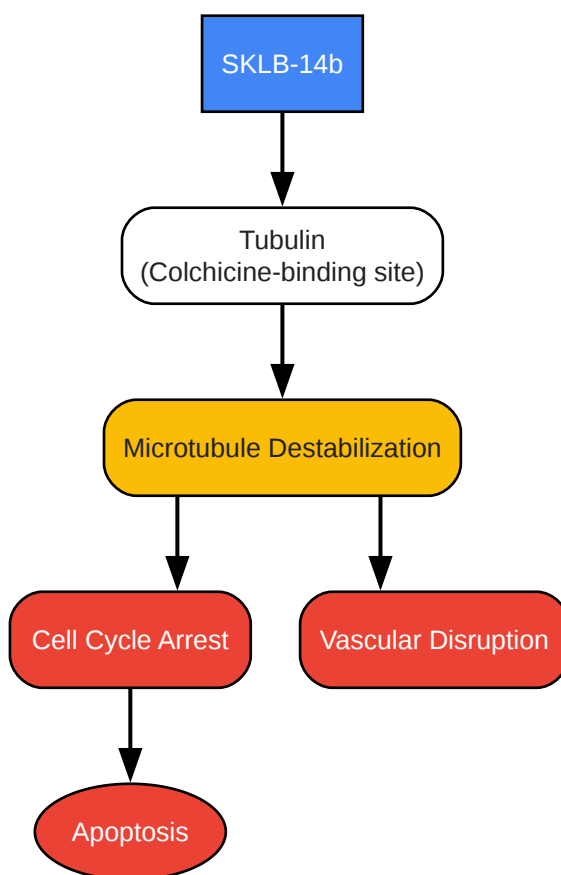 SKLB-14b
Tubulin
(Colchicine-binding site)
Microtubule Destabilization
Cell Cycle Arrest
Vascular Disruption
Apoptosis